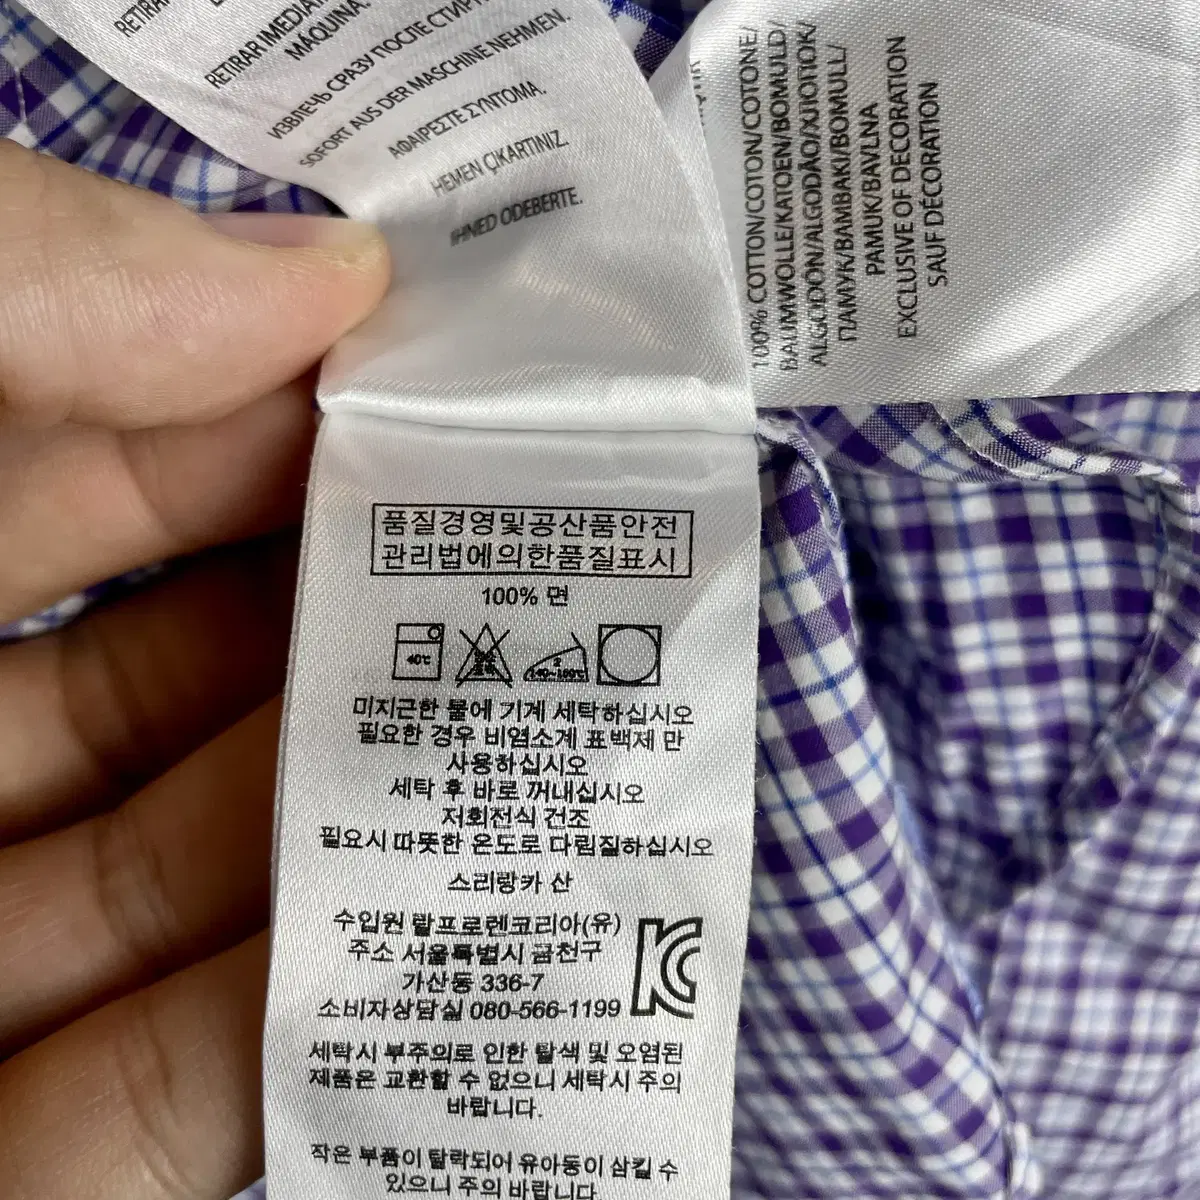 RETIRAR IMEDIA
MÁQUINA.
ИЗВЛЕЧЬ СРАЗУ ПОСЛЕ СТИР
SOFORT AUS DER MASCHINE NEHMEN.
ΑΦΑΙΡΕΣΤΕ ΣΥΝΤΟΜΑ.
HEMEN ÇIKARTINIZ.
IHNED ODEBERTE.
100% COTTON/COTON/COTONE/
BAUMWOLLE/KATOEN/BOMULD/
ALGODÓN/ALGODÃO/ХЛОПОК/
ΠΑΜΥΚ/BAMBAKI/BOMULL/
PAMUK/BAVLNA
EXCLUSIVE OF DECORATION
SAUF DÉCORATION
품질경영및공산품안전
관리법에의한품질표시
100% 면
40℃
2
140~160℃
미지근한 물에 기계 세탁하십시오
필요한 경우 비염소계 표백제 만
사용하십시오
세탁 후 바로 꺼내십시오
저회전식 건조
필요시 따뜻한 온도로 다림질하십시오
스리랑카 산
수입원 랄프로렌코리아(유)
주소 서울특별시 금천구
가산동 336-7
소비자상담실 080-566-1199
세탁시 부주의로 인한 탈색 및 오염된
제품은 교환할 수 없으니 세탁시 주의
바랍니다.
작은 부품이 탈락되어 유아동이 삼킬 수
있으니 주의 바랍니다